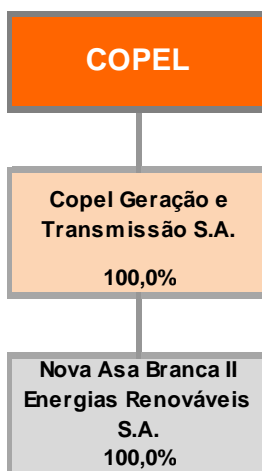 COPEL
Copel Geração e
Transmissão S.A.
100,0%
Nova Asa Branca II
Energias Renováveis
S.A.
100,0%